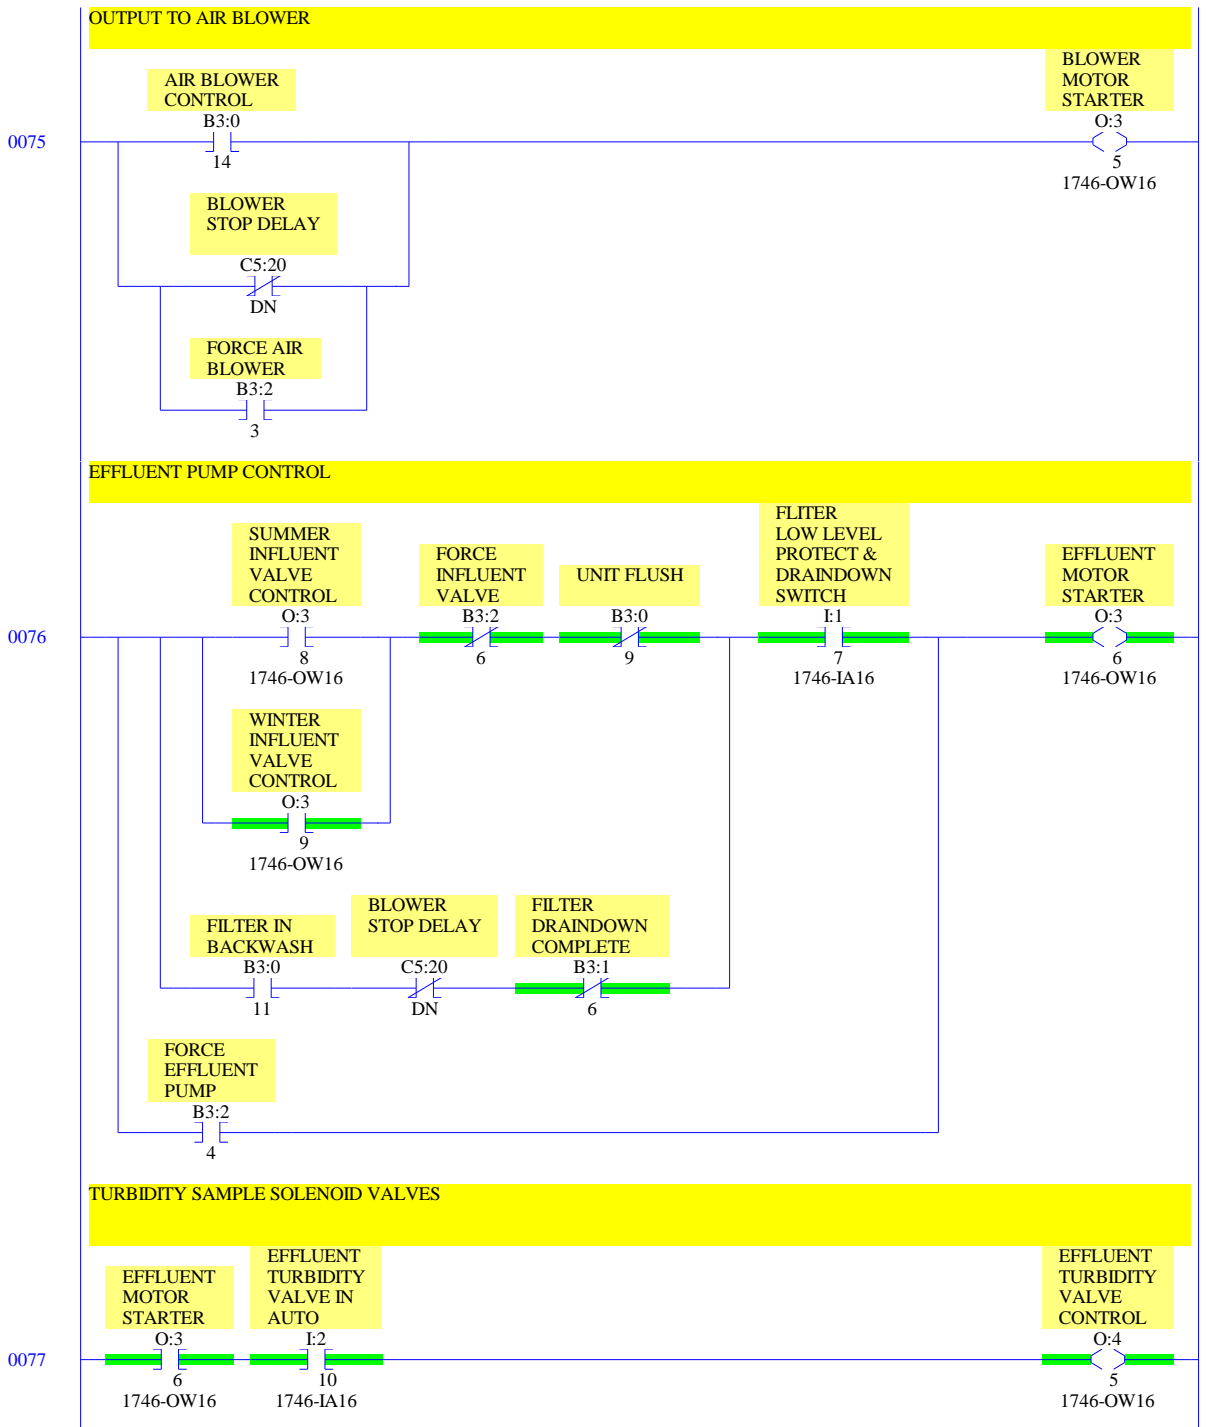 OUTPUT TO AIR BLOWER
AIR BLOWER
CONTROL
B3:0
14
BLOWER
MOTOR
STARTER
O:3
5
1746-OW16
0075
BLOWER
STOP DELAY
C5:20
DN
FORCE AIR
BLOWER
B3:2
3
EFFLUENT PUMP CONTROL
SUMMER
INFLUENT
VALVE
CONTROL
O:3
8
1746-OW16
FORCE
INFLUENT
VALVE
B3:2
6
UNIT FLUSH
B3:0
9
FLITER
LOW LEVEL
PROTECT &
DRAINDOWN
SWITCH
I:1
7
1746-IA16
EFFLUENT
MOTOR
STARTER
O:3
6
1746-OW16
0076
WINTER
INFLUENT
VALVE
CONTROL
O:3
9
1746-OW16
FILTER IN
BACKWASH
B3:0
11
BLOWER
STOP DELAY
C5:20
DN
FILTER
DRAINDOWN
COMPLETE
B3:1
6
FORCE
EFFLUENT
PUMP
B3:2
4
TURBIDITY SAMPLE SOLENOID VALVES
EFFLUENT
MOTOR
STARTER
O:3
6
1746-OW16
EFFLUENT
TURBIDITY
VALVE IN
AUTO
I:2
10
1746-IA16
EFFLUENT
TURBIDITY
VALVE
CONTROL
O:4
5
1746-OW16
0077